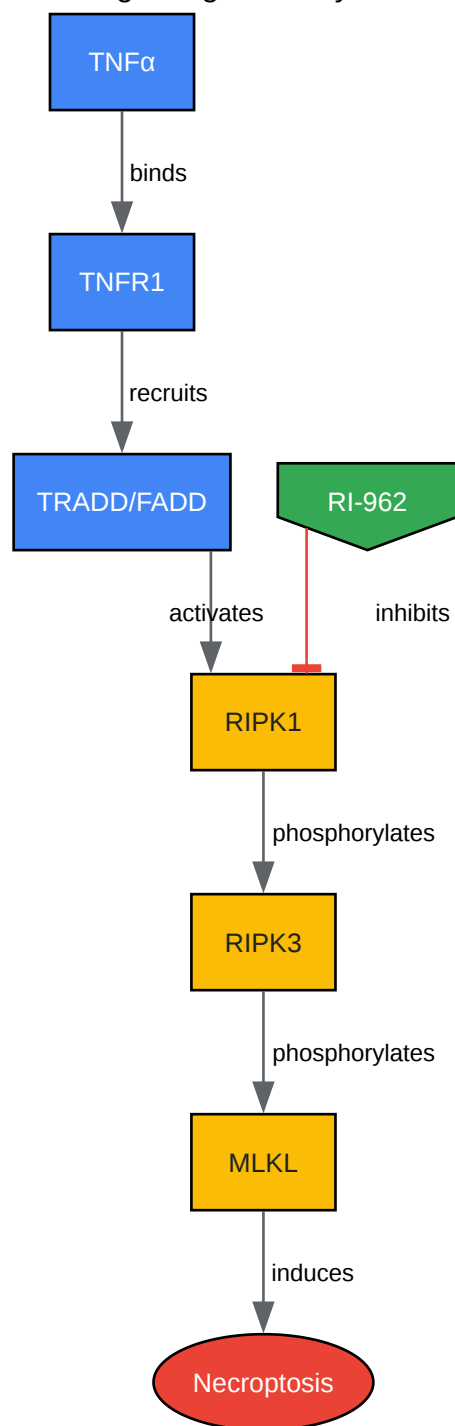 TNFα
binds
TNFR1
recruits
TRADD/FADD
RI-962
activates
inhibits
RIPK1
phosphorylates
RIPK3
phosphorylates
MLKL
induces
Necroptosis